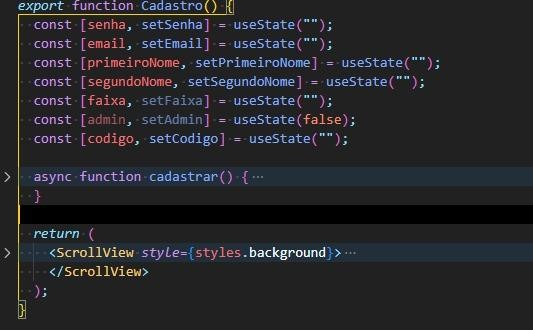 export function Cadastro() {
const [senha, setSenha] = useState("");
const [email, setEmail] = useState("");
const [primeiroNome, setPrimeiroNome] = useState("");
const [segundoNome, setSegundoNome] = useState("");
const [faixa, setFaixa] = useState("");
const [admin, setAdmin] = useState(false);
const [codigo, setCodigo] = useState("");
async function cadastrar() { ⋯
}
return (
<ScrollView style={styles.background}> ⋯
</ScrollView>
);
}